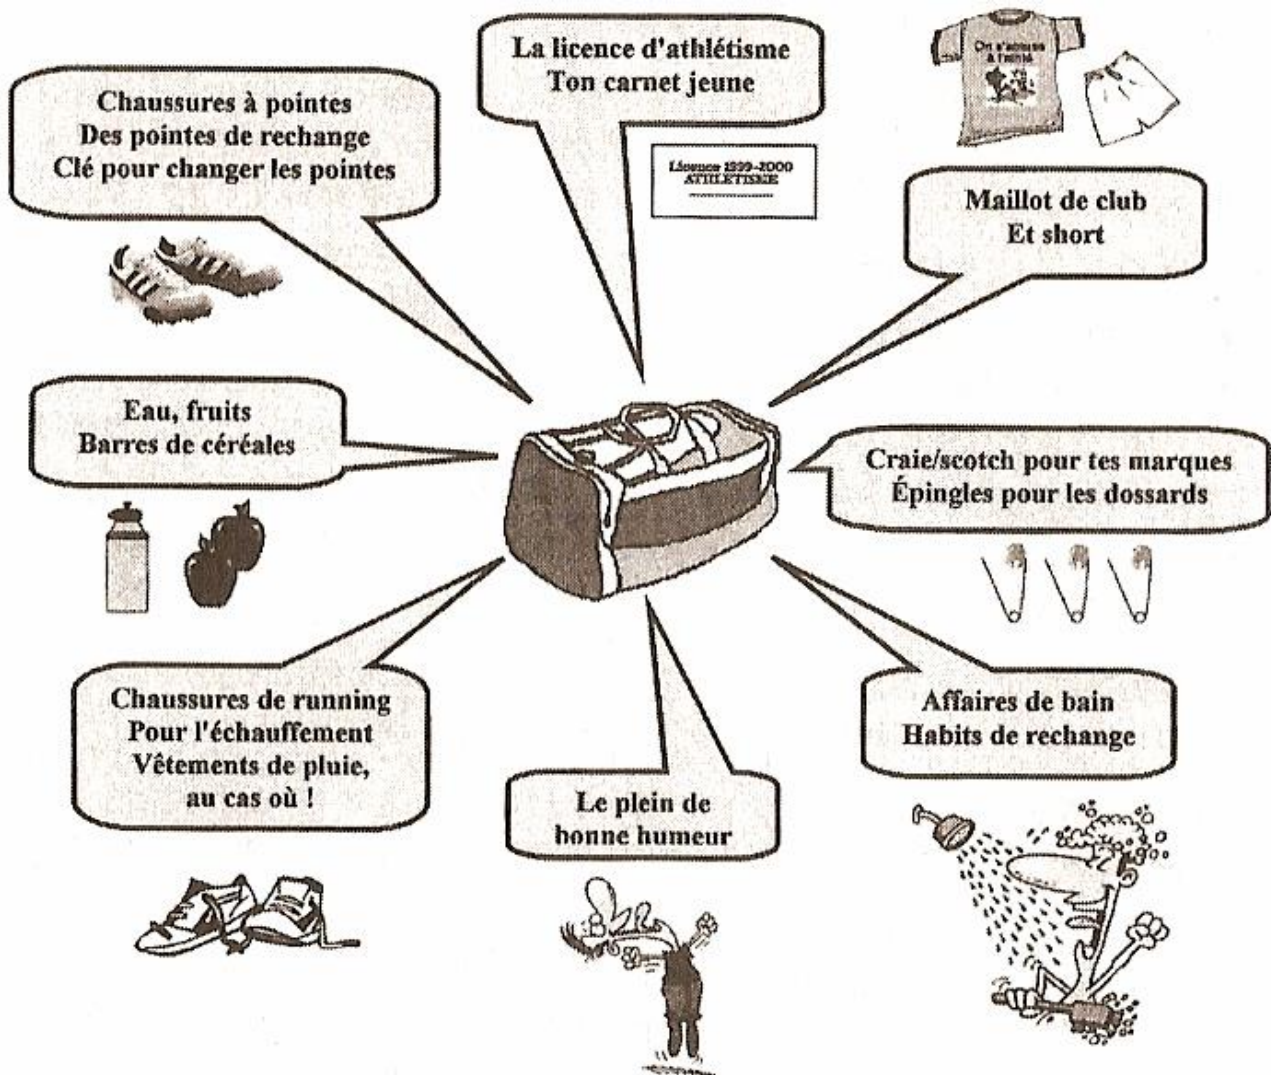 La licence d'athlétisme
Ton carnet jeune
Chaussures à pointes
Des pointes de rechange
Clé pour changer les pointes
On s'amuse
à l'athlé
Licence 1999-2000
ATHLETISME
Maillot de club
Et short
Eau, fruits
Barres de céréales
Craie/scotch pour tes marques
Épingles pour les dossards
Chaussures de running
Pour l'échauffement
Vêtements de pluie,
au cas où !
Affaires de bain
Habits de rechange
Le plein de
bonne humeur